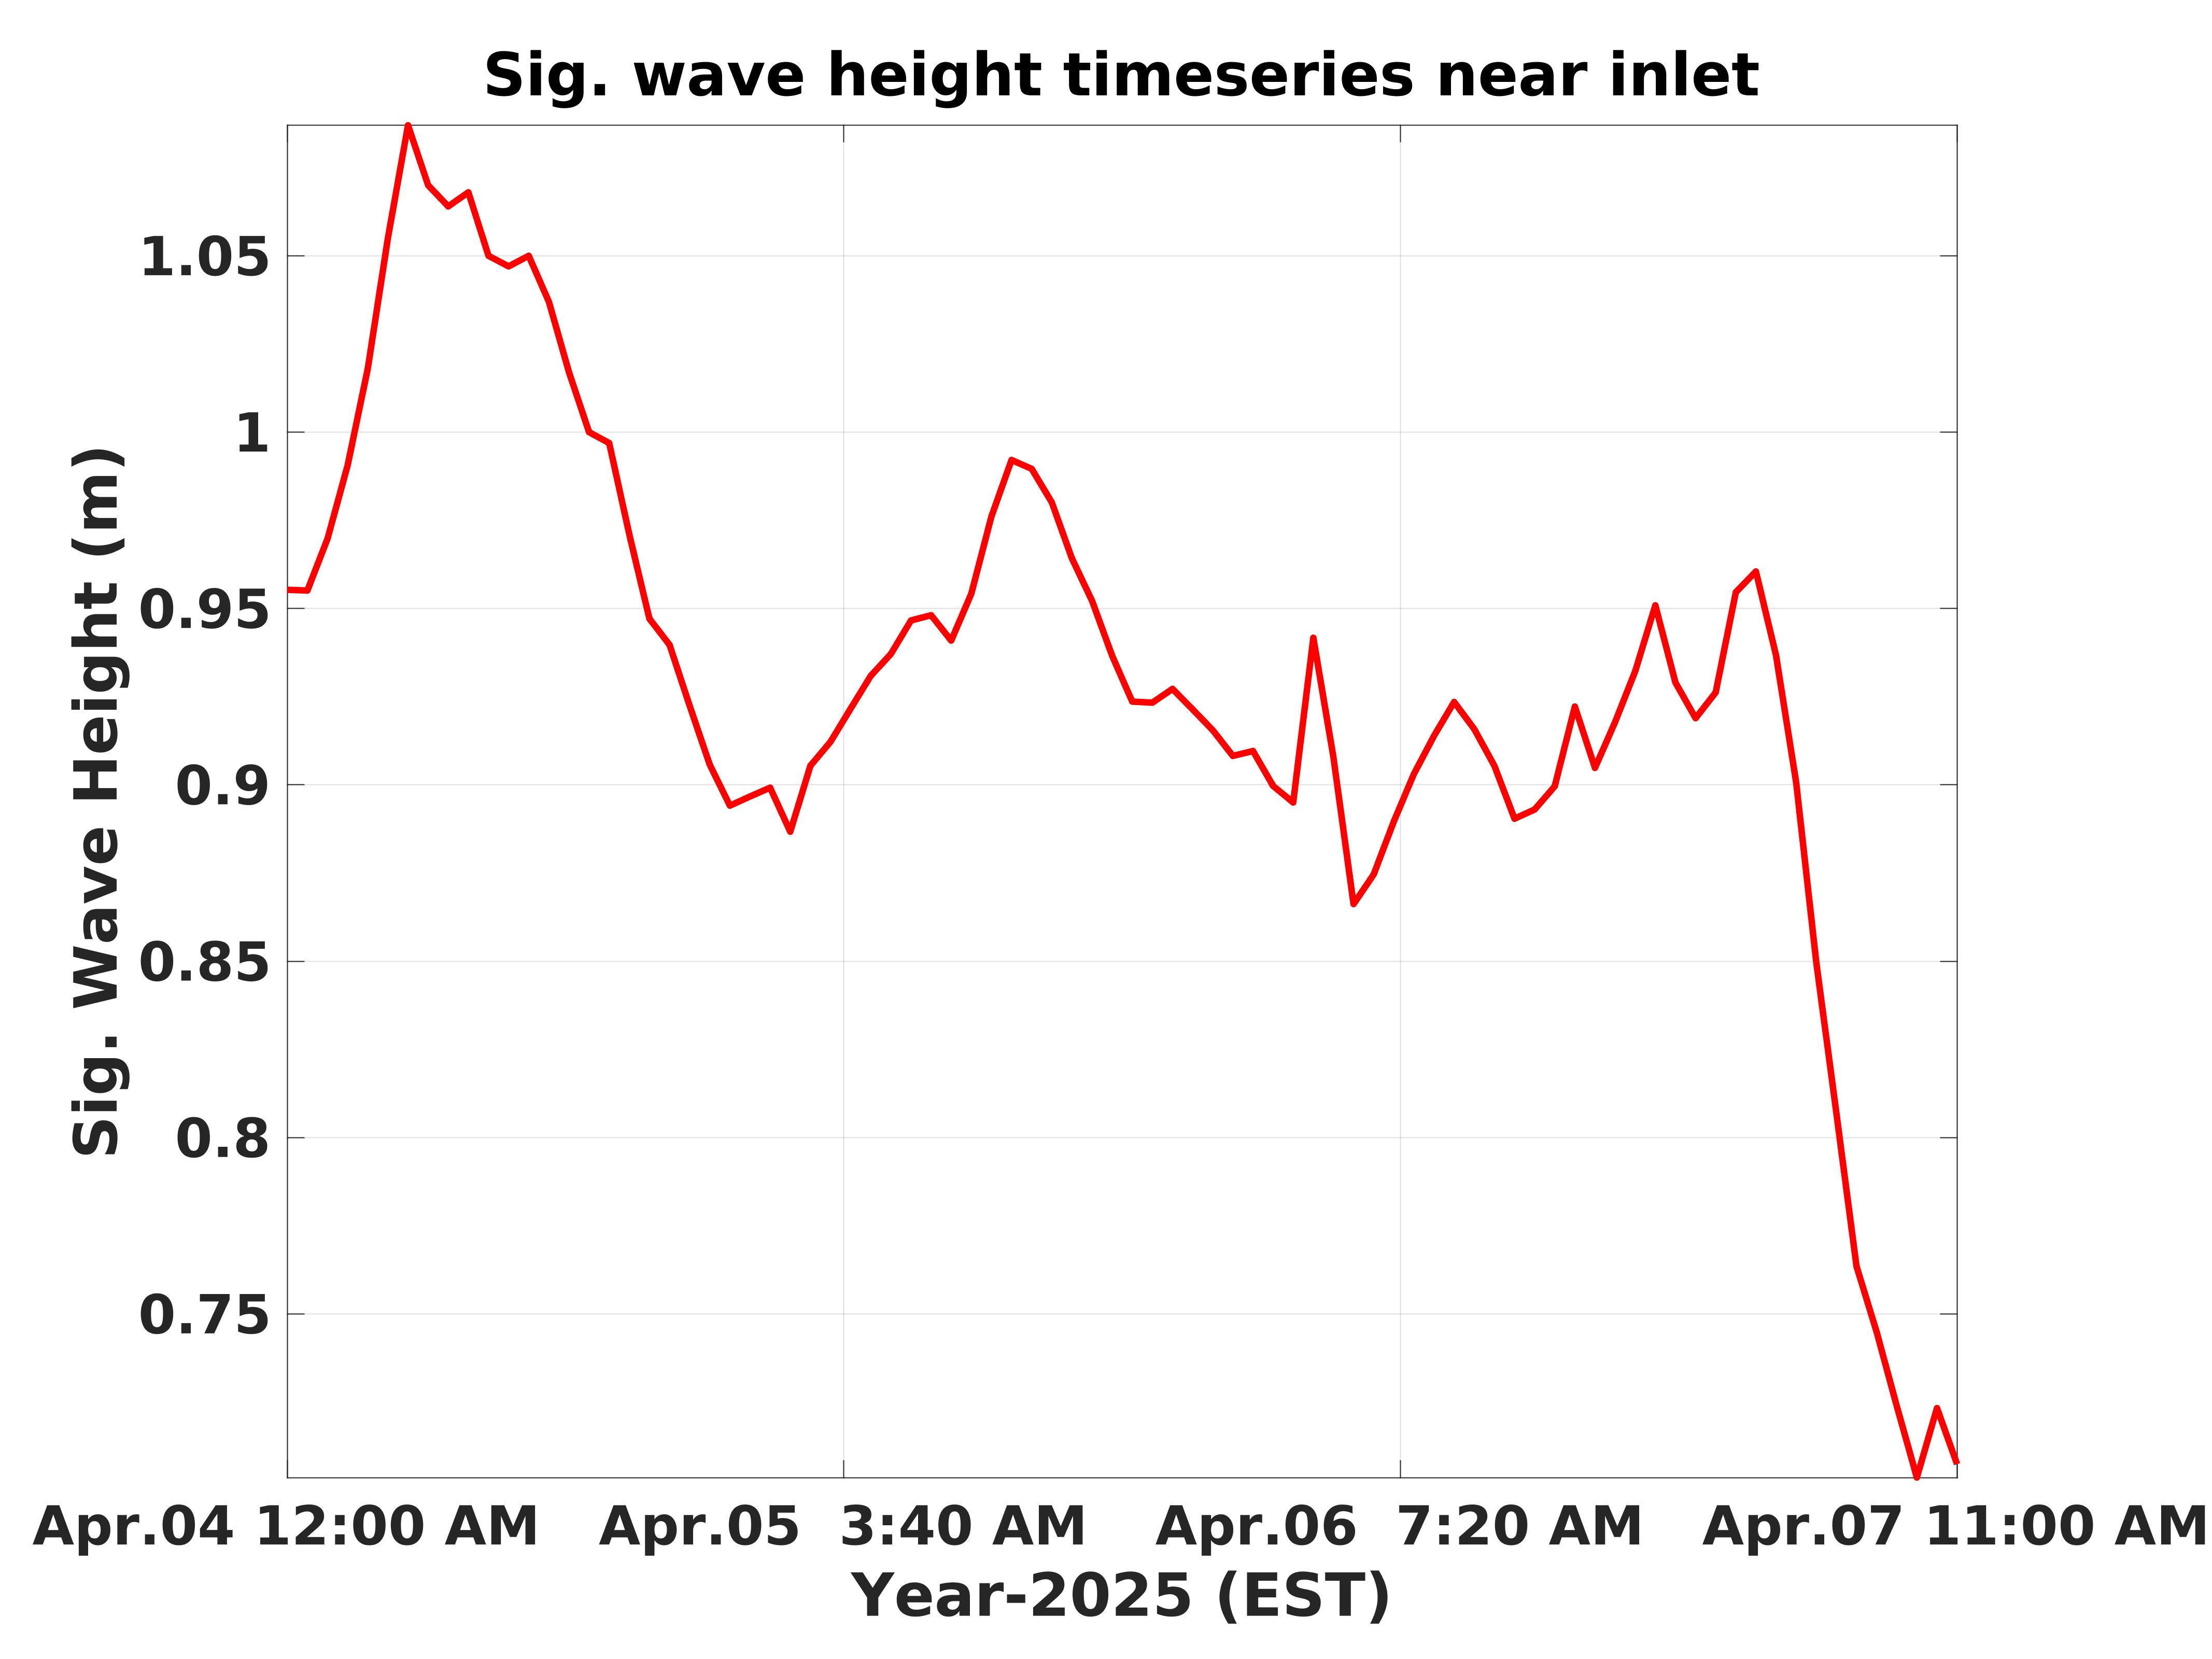 Sig. wave height timeseries near inlet
Sig. Wave Height (m)
1.05
1
0.95
0.9
0.85
0.8
0.75
Apr.04 12:00 AM
Apr.05 3:40 AM
Apr.06 7:20 AM
Apr.07 11:00 AM
Year-2025 (EST)